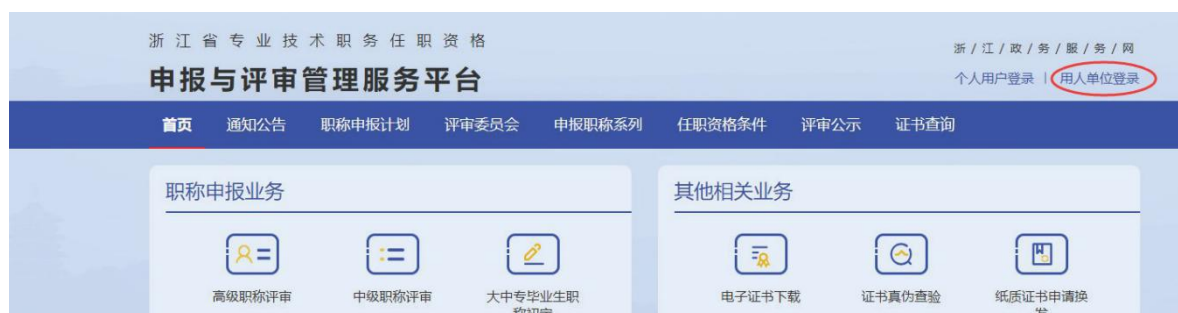 浙江省专业技术职务任职资格
申报与评审管理服务平台
浙/江/政/务/服/务/网
个人用户登录 | 用人单位登录
首页 通知公告 职称申报计划 评审委员会 申报职称系列 任职资格条件 评审公示 证书查询
职称申报业务 其他相关业务
高级职称评审 中级职称评审 大中专毕业生职 电子证书下载 证书真伪查验 纸质证书申请换